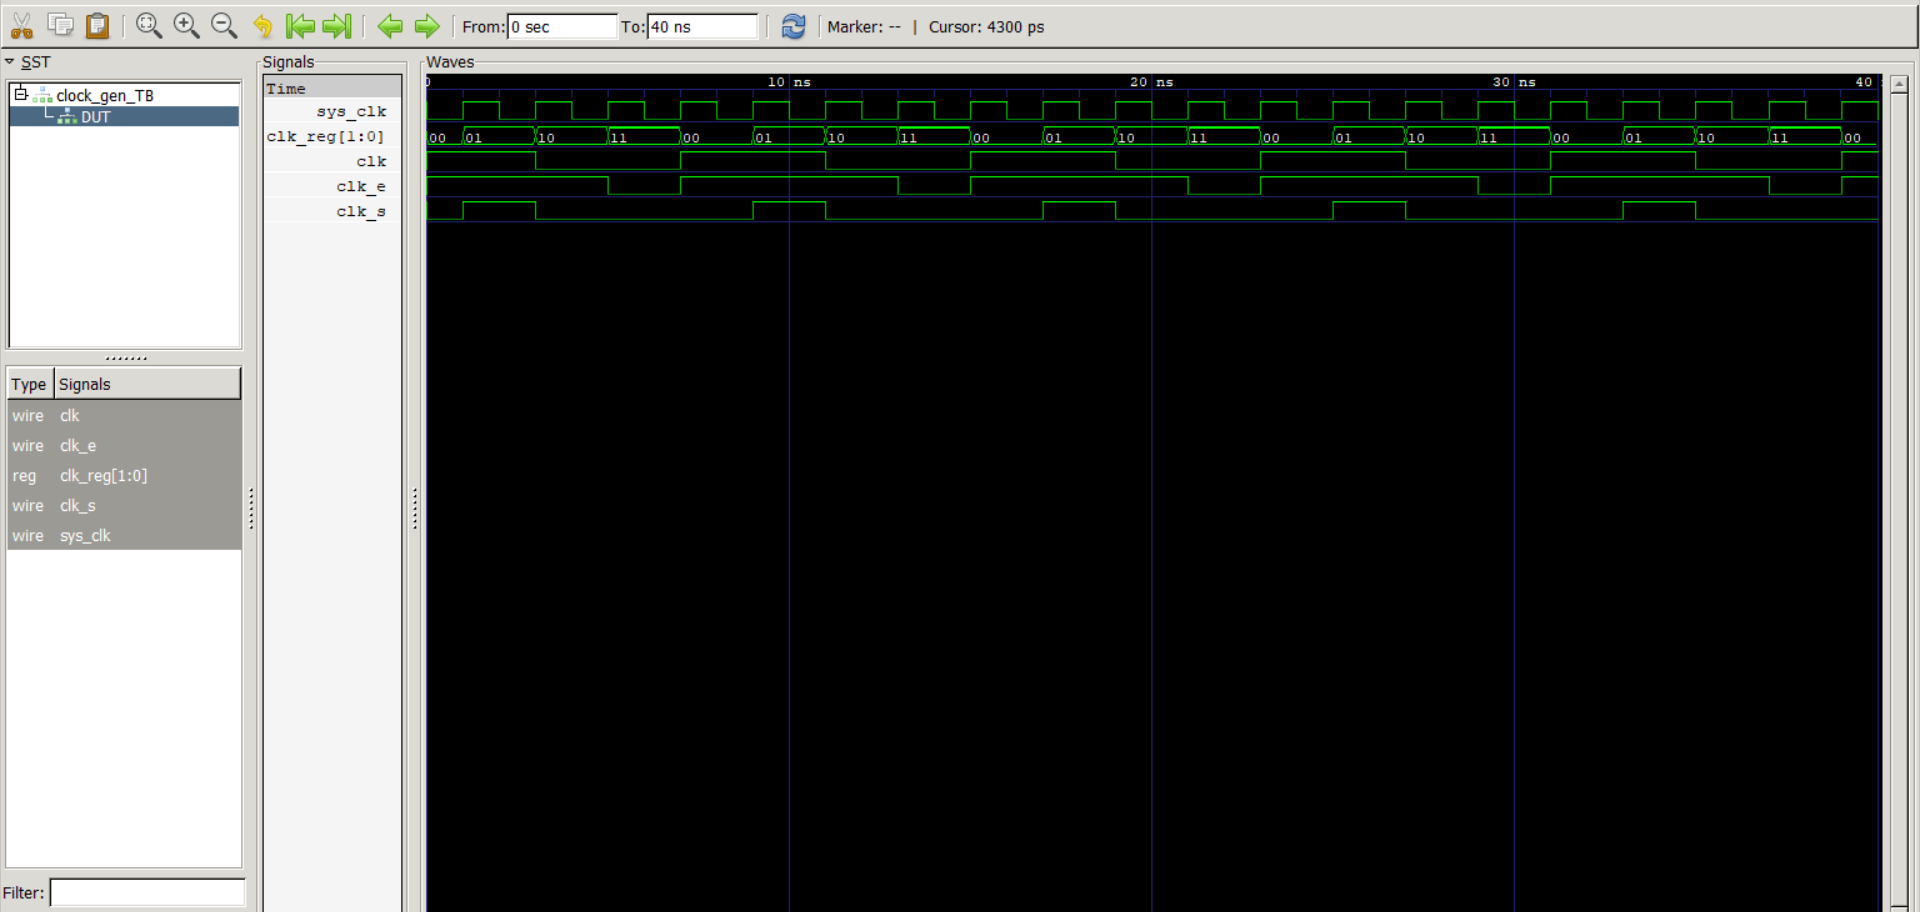 From: 0 sec To: 40 ns Marker: -- | Cursor: 4300 ps
SST
clock_gen_TB
DUT
Type Signals
wire clk
wire clk_e
reg clk_reg[1:0]
wire clk_s
wire sys_clk
Filter:
Signals
Time
sys_clk
clk_reg[1:0]
clk
clk_e
clk_s
Waves
0 10 ns 20 ns 30 ns 40
00 01 10 11 00 01 10 11 00 01 10 11 00 01 10 11 00 01 10 11 00